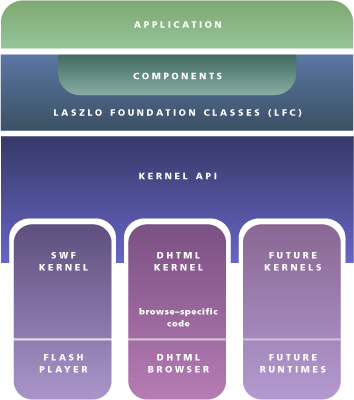 APPLICATION
COMPONENTS
LASZLO FOUNDATION CLASSES (LFC)
KERNEL API
SWF
KERNEL
DHTML
KERNEL
browse-specific
code
FUTURE
KERNELS
FLASH
PLAYER
DHTML
BROWSER
FUTURE
RUNTIMES